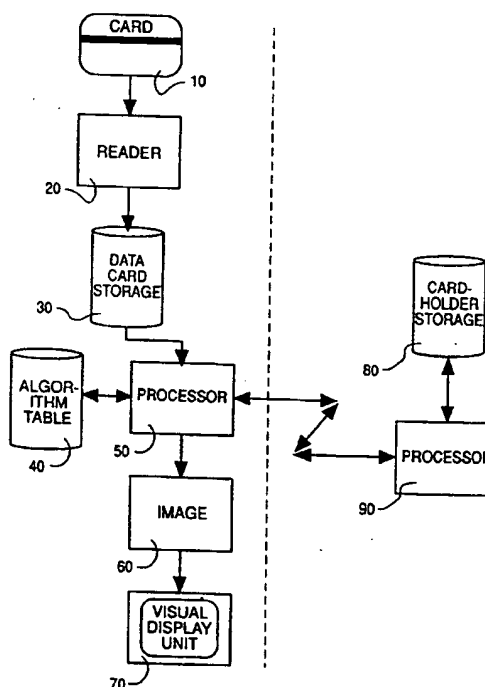 CARD
10
READER
20
DATA
CARD
STORAGE
30
ALGOR-
ITHM
TABLE
40
PROCESSOR
50
IMAGE
60
VISUAL
DISPLAY
UNIT
70
CARD-
HOLDER
STORAGE
80
PROCESSOR
90